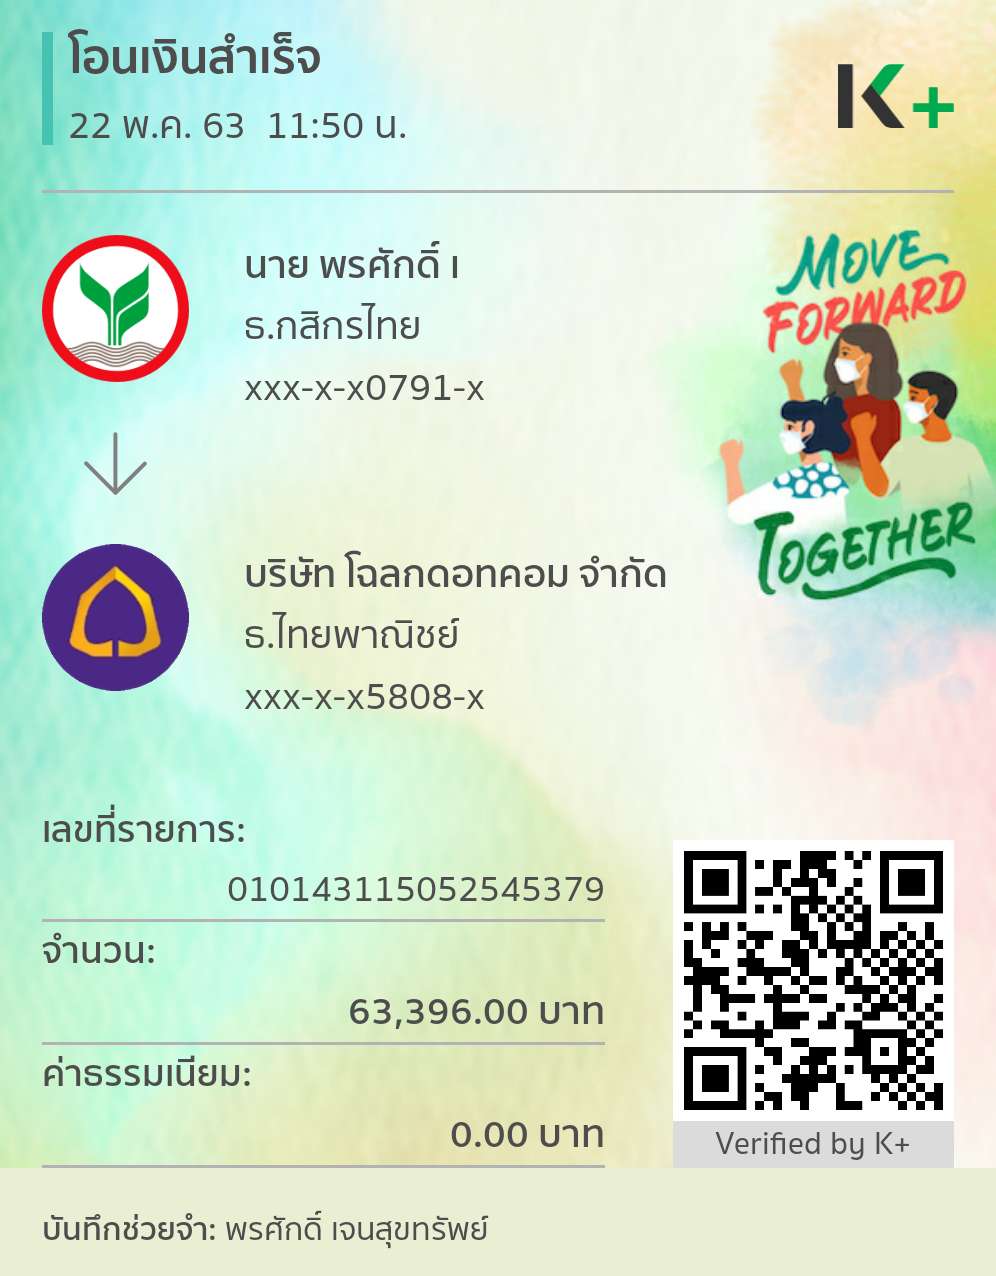 โอนเงินสำเร็จ
22 พ.ค. 63 11:50 น.
K+
นาย พรศักดิ์ เ
ธ.กสิกรไทย
xxx-x-x0791-x
MOVE
FORWARD
TOGETHER
บริษัท โฉลกดอทคอม จำกัด
ธ.ไทยพาณิชย์
xxx-x-x5808-x
เลขที่รายการ:
010143115052545379
จำนวน:
63,396.00 บาท
ค่าธรรมเนียม:
0.00 บาท
Verified by K+
บันทึกช่วยจำ: พรศักดิ์ เจนสุขทรัพย์